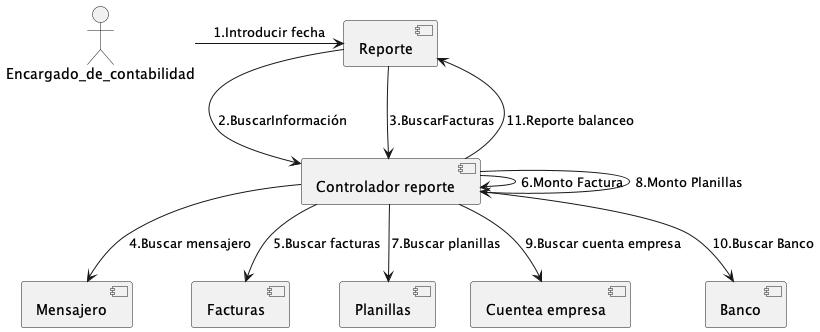 1.Introducir fecha
Reporte
Encargado_de_contabilidad
2.BuscarInformación
3.BuscarFacturas
11.Reporte balanceo
Controlador reporte
6.Monto Factura
8.Monto Planillas
4.Buscar mensajero
5.Buscar facturas
7.Buscar planillas
9.Buscar cuenta empresa
10.Buscar Banco
Mensajero
Facturas
Planillas
Cuentea empresa
Banco